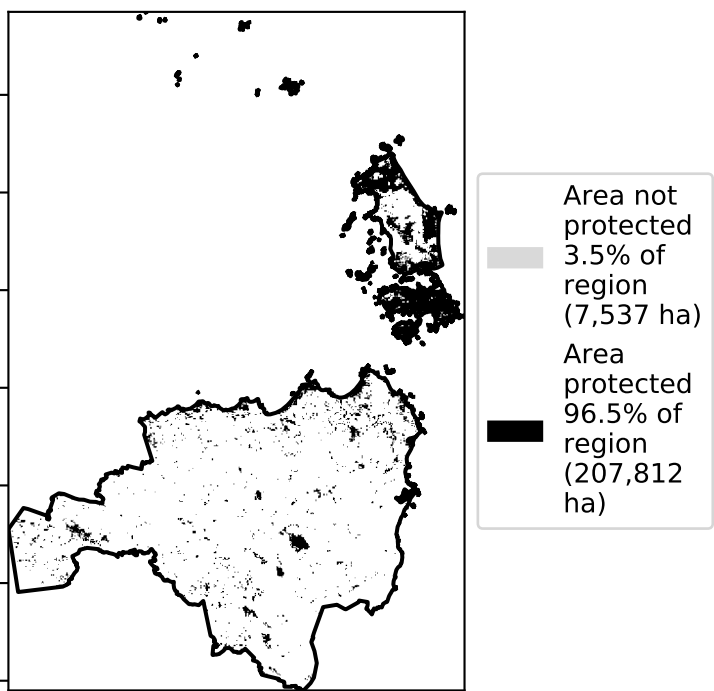 Area not
protected
3.5% of
region
(7,537 ha)
Area
protected
96.5% of
region
(207,812
ha)